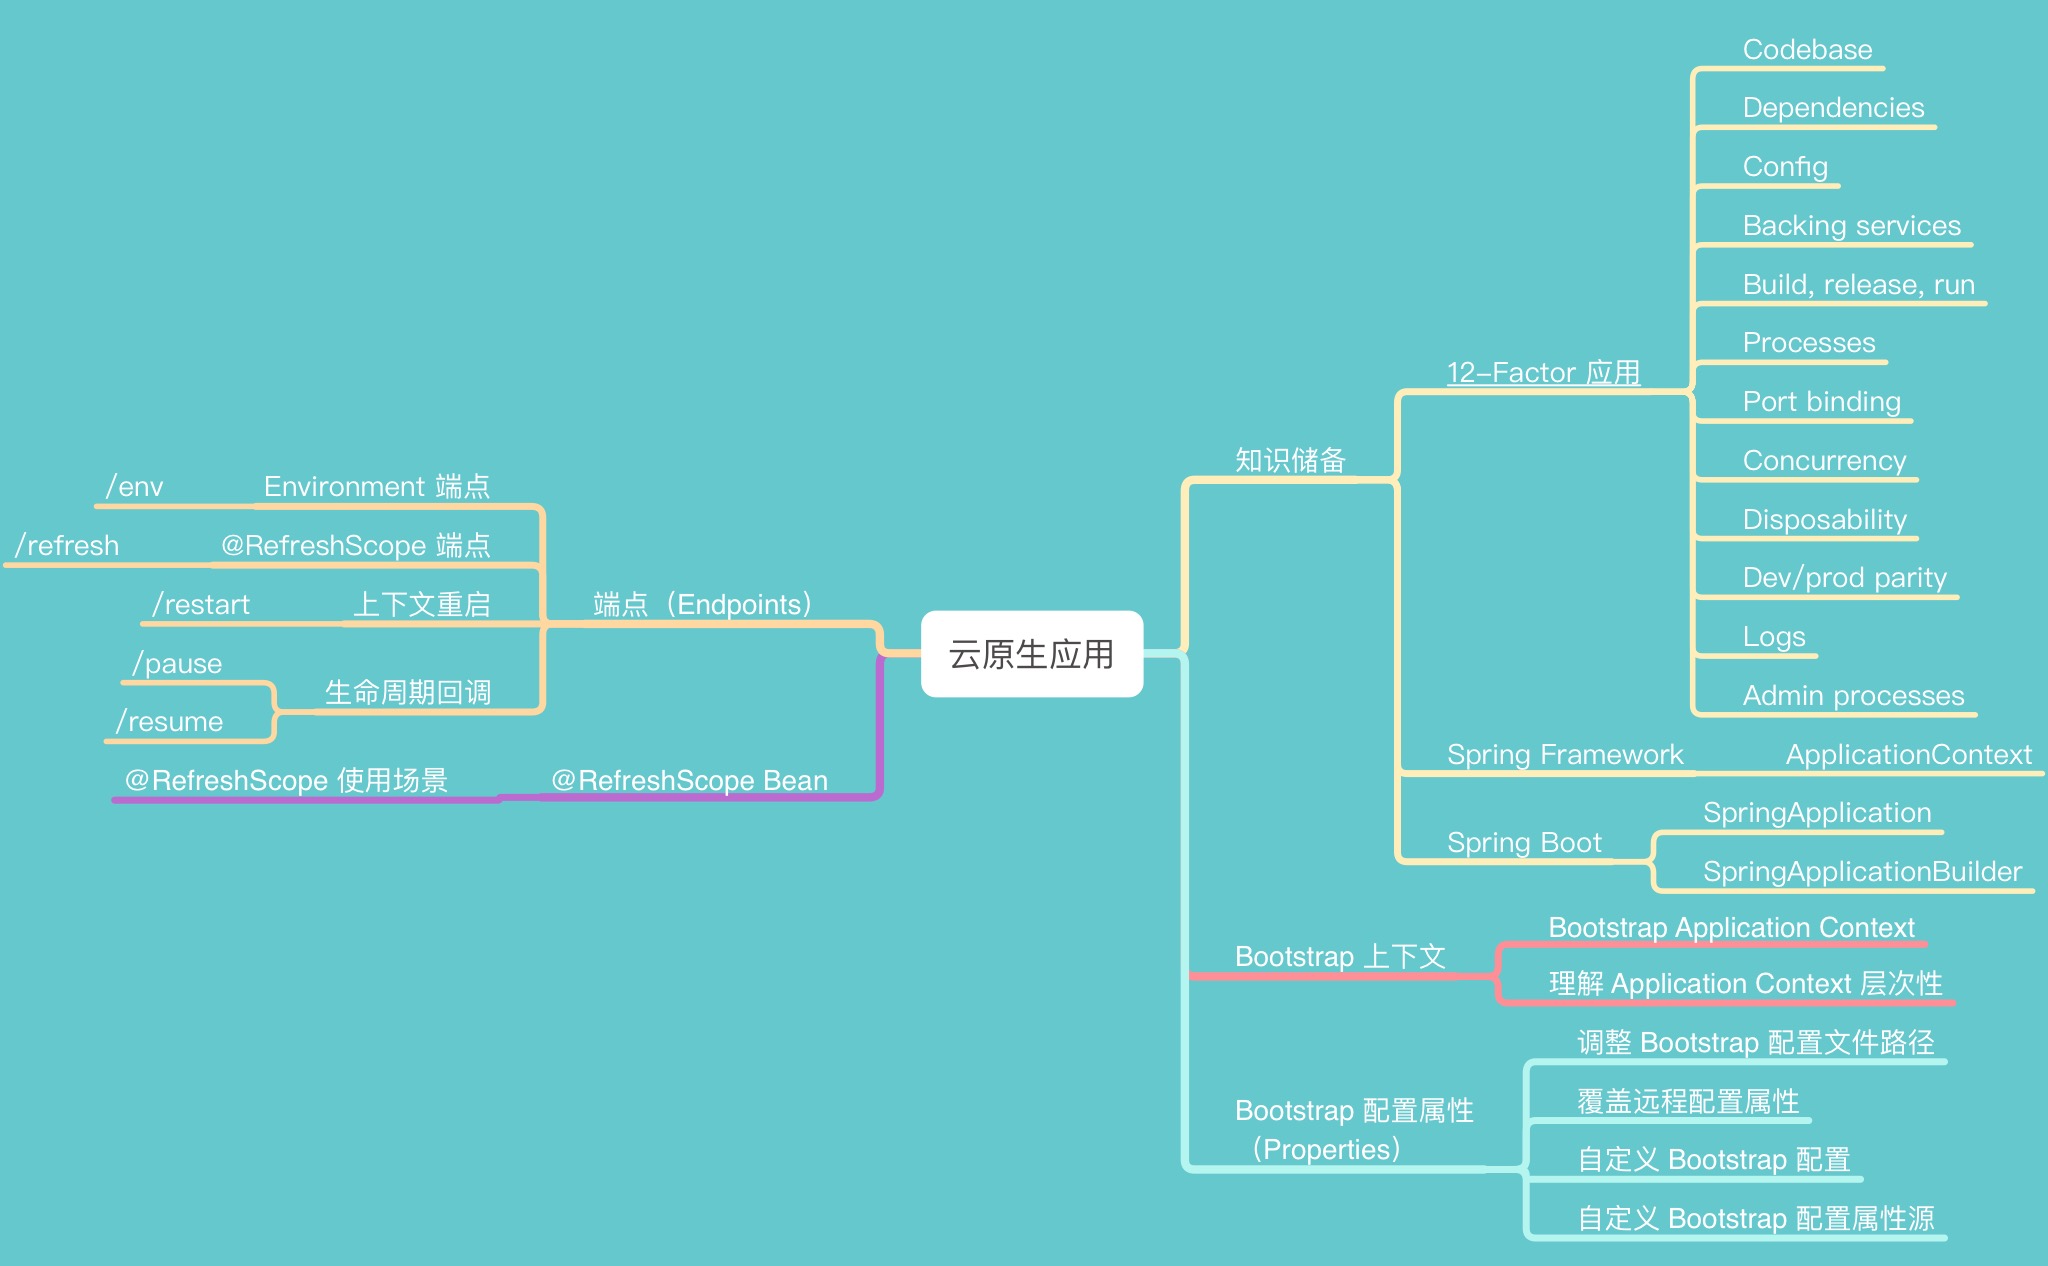 云原生应用
知识储备
12-Factor 应用
Codebase
Dependencies
Config
Backing services
Build, release, run
Processes
Port binding
Concurrency
Disposability
Dev/prod parity
Logs
Admin processes
Spring Framework
ApplicationContext
Spring Boot
SpringApplication
SpringApplicationBuilder
Bootstrap 上下文
Bootstrap Application Context
理解 Application Context 层次性
Bootstrap 配置属性
（Properties）
调整 Bootstrap 配置文件路径
覆盖远程配置属性
自定义 Bootstrap 配置
自定义 Bootstrap 配置属性源
端点（Endpoints）
Environment 端点
/env
@RefreshScope 端点
/refresh
上下文重启
/restart
生命周期回调
/pause
/resume
@RefreshScope Bean
@RefreshScope 使用场景